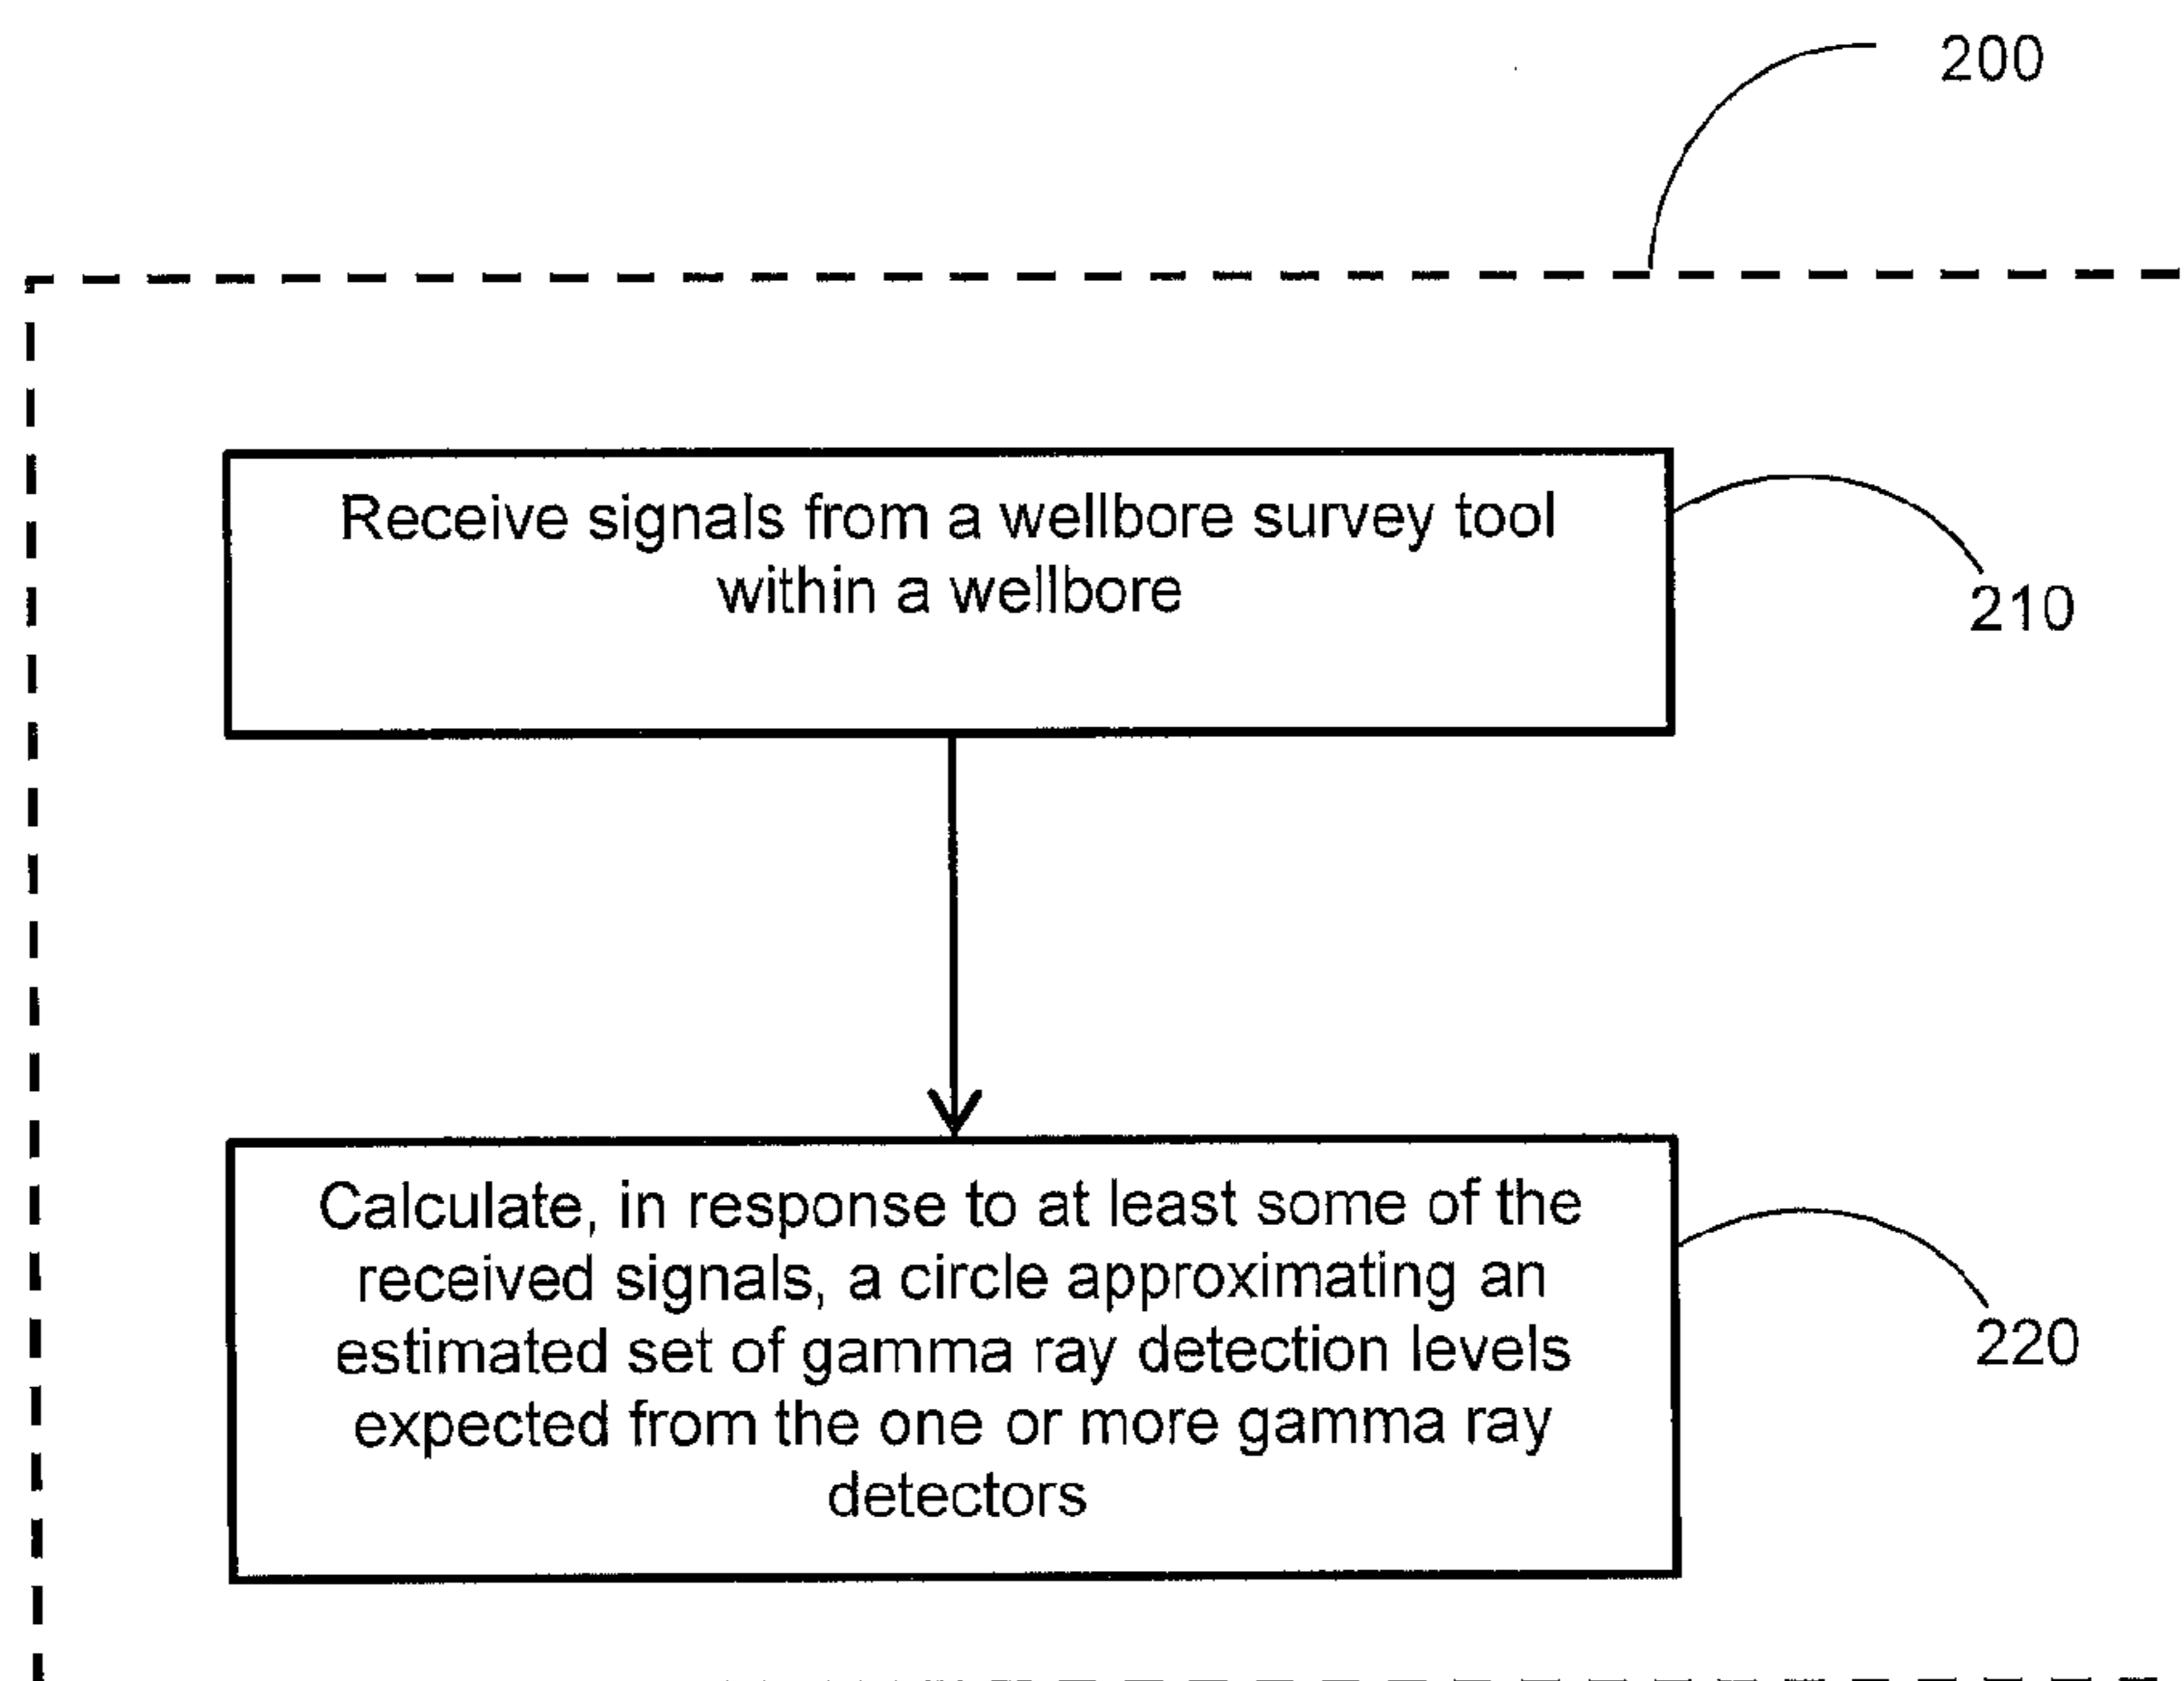 200
Receive signals from a wellbore survey tool
within a wellbore
210
Calculate, in response to at least some of the
received signals, a circle approximating an
estimated set of gamma ray detection levels
expected from the one or more gamma ray
detectors
220